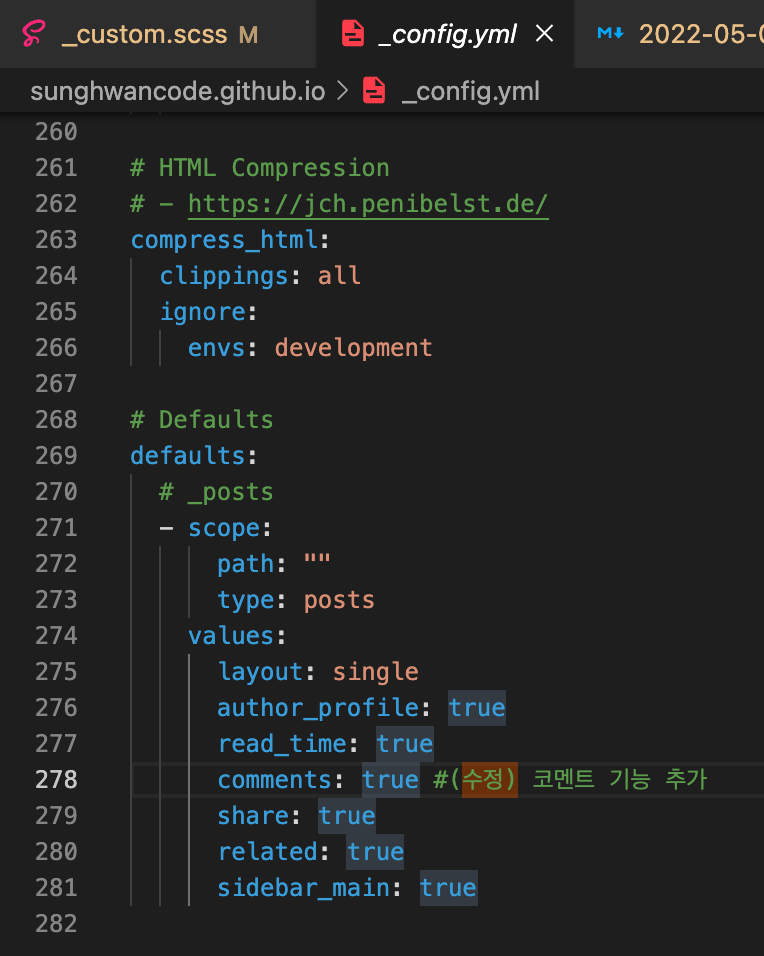 _custom.scss M
_config.yml
sunghwancode.github.io > _config.yml
260
261 # HTML Compression
262 # - https://jch.penibelst.de/
263 compress_html:
264   clippings: all
265   ignore:
266     envs: development
267
268 # Defaults
269 defaults:
270   # _posts
271   - scope:
272       path: ""
273       type: posts
274     values:
275       layout: single
276       author_profile: true
277       read_time: true
278       comments: true #(수정) 코멘트 기능 추가
279       share: true
280       related: true
281       sidebar_main: true
282